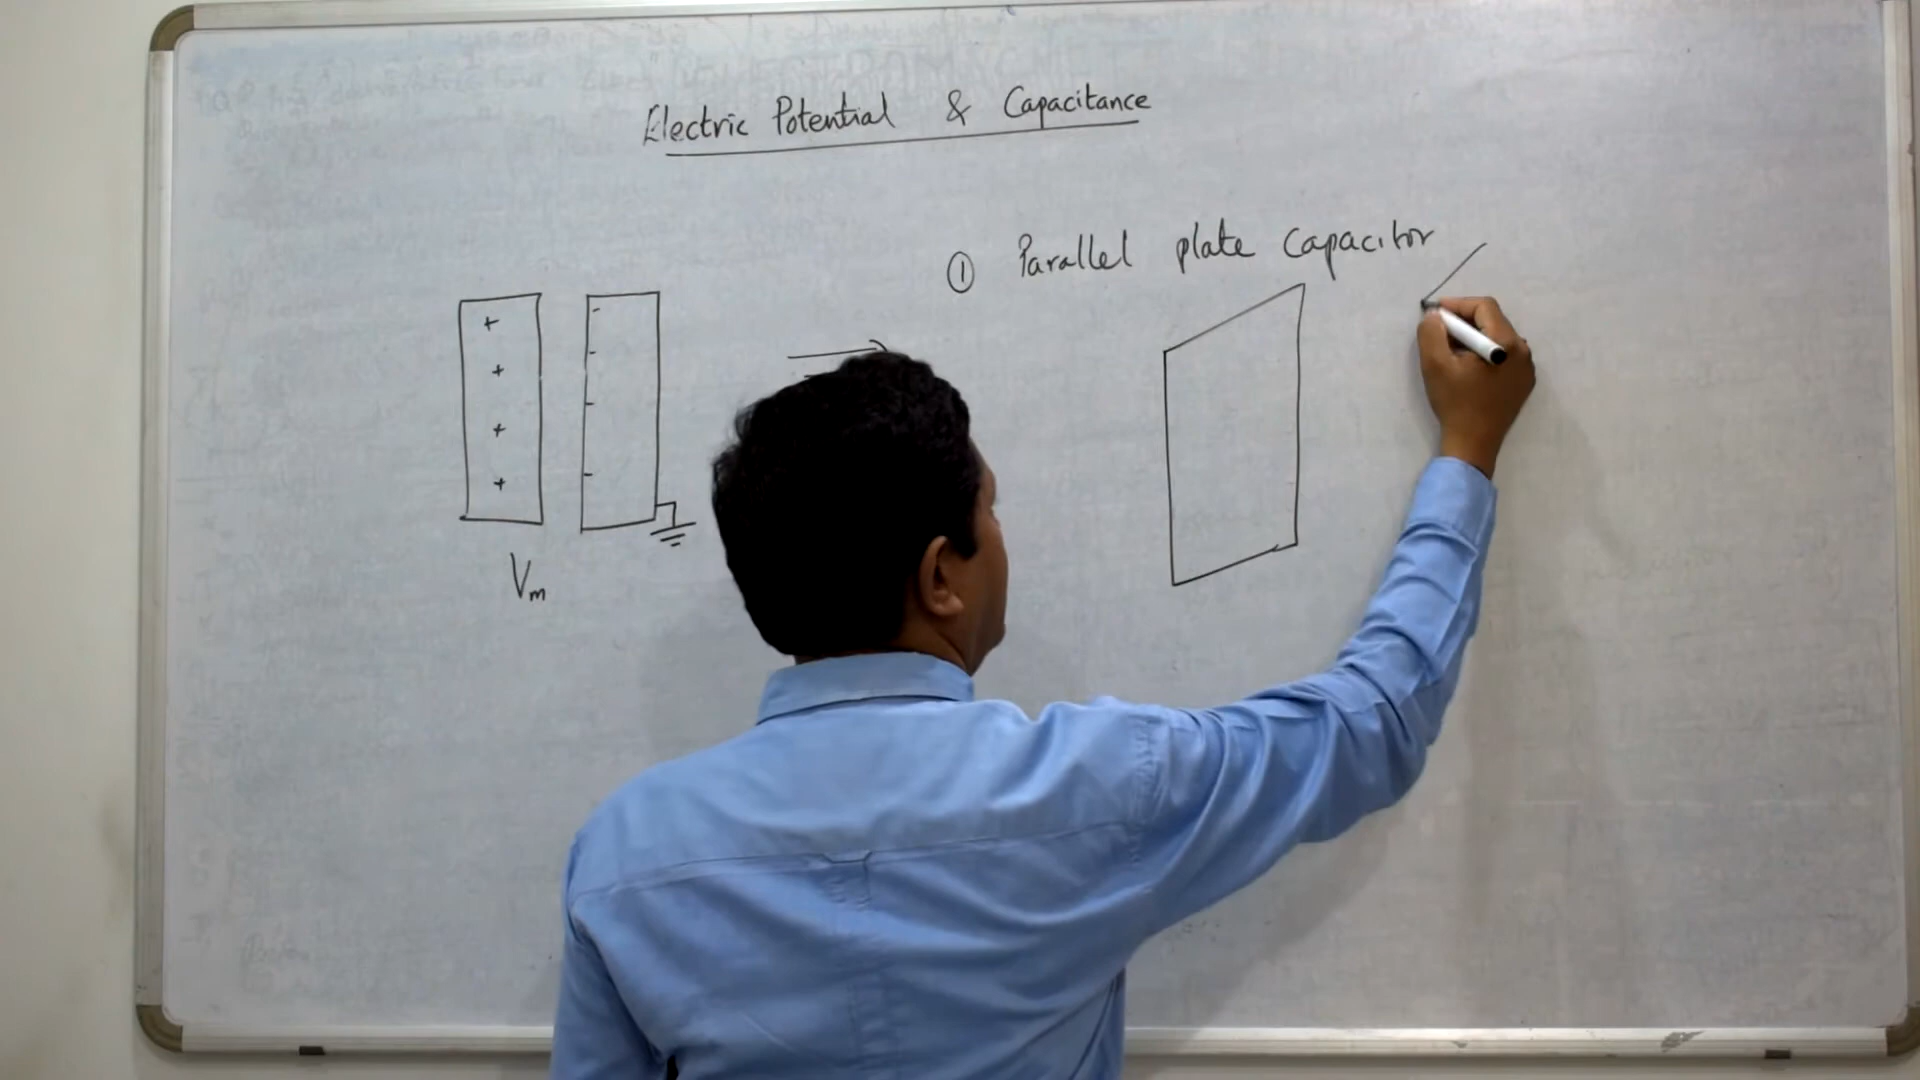 Electric Potential & Capacitance
① Parallel plate capacitor
+ -
+ -
+ -
+ -
Vm